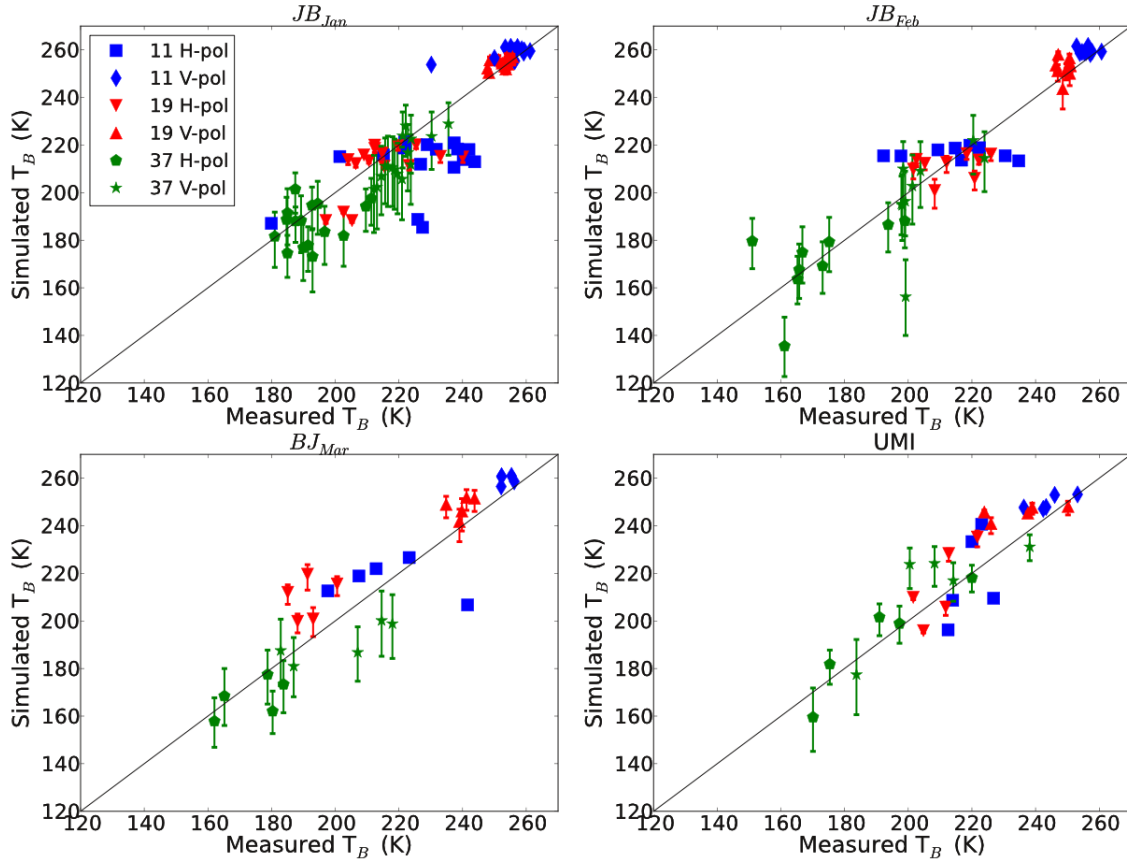 JB_Jan
260
240
220
200
180
160
140
120
Simulated T_B (K)
11 H-pol
11 V-pol
19 H-pol
19 V-pol
37 H-pol
37 V-pol
120 140 160 180 200 220 240 260
Measured T_B (K)
JB_Feb
260
240
220
200
180
160
140
120
Simulated T_B (K)
120 140 160 180 200 220 240 260
Measured T_B (K)
BJ_Mar
260
240
220
200
180
160
140
120
Simulated T_B (K)
120 140 160 180 200 220 240 260
Measured T_B (K)
UMI
260
240
220
200
180
160
140
120
Simulated T_B (K)
120 140 160 180 200 220 240 260
Measured T_B (K)